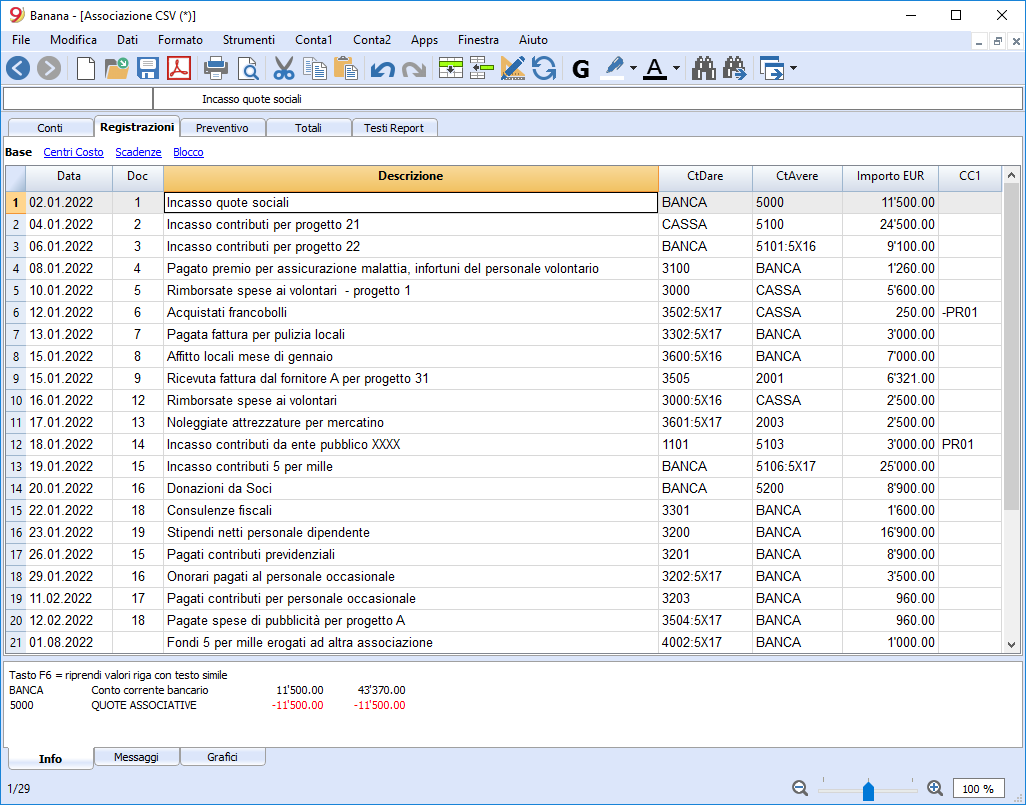 Banana - [Associazione CSV (*)]
File Modifica Dati Formato Strumenti Conta1 Conta2 Apps Finestra Aiuto
G A
Incasso quote sociali
Conti Registrazioni Preventivo Totali Testi Report
Base Centri Costo Scadenze Blocco
Data Doc Descrizione CtDare CtAvere Importo EUR CC1
1 02.01.2022 1 Incasso quote sociali BANCA 5000 11'500.00
2 04.01.2022 2 Incasso contributi per progetto 21 CASSA 5100 24'500.00
3 06.01.2022 3 Incasso contributi per progetto 22 BANCA 5101:5X16 9'100.00
4 08.01.2022 4 Pagato premio per assicurazione malattia, infortuni del personale volontario 3100 BANCA 1'260.00
5 10.01.2022 5 Rimborsate spese ai volontari - progetto 1 3000 CASSA 5'600.00
6 12.01.2022 6 Acquistati francobolli 3502:5X17 CASSA 250.00 -PR01
7 13.01.2022 7 Pagata fattura per pulizia locali 3302:5X17 BANCA 3'000.00
8 15.01.2022 8 Affitto locali mese di gennaio 3600:5X16 BANCA 7'000.00
9 15.01.2022 9 Ricevuta fattura dal fornitore A per progetto 31 3505 2001 6'321.00
10 16.01.2022 12 Rimborsate spese ai volontari 3000:5X16 CASSA 2'500.00
11 17.01.2022 13 Noleggiate attrezzature per mercatino 3601:5X17 2003 2'500.00
12 18.01.2022 14 Incasso contributi da ente pubblico XXXX 1101 5103 3'000.00 PR01
13 19.01.2022 15 Incasso contributi 5 per mille BANCA 5106:5X17 25'000.00
14 20.01.2022 16 Donazioni da Soci BANCA 5200 8'900.00
15 22.01.2022 18 Consulenze fiscali 3301 BANCA 1'600.00
16 23.01.2022 19 Stipendi netti personale dipendente 3200 BANCA 16'900.00
17 26.01.2022 15 Pagati contributi previdenziali 3201 BANCA 8'900.00
18 29.01.2022 16 Onorari pagati al personale occasionale 3202:5X17 BANCA 3'500.00
19 11.02.2022 17 Pagati contributi per personale occasionale 3203 BANCA 960.00
20 12.02.2022 18 Pagate spese di pubblicità per progetto A 3504:5X17 BANCA 960.00
21 01.08.2022 Fondi 5 per mille erogati ad altra associazione 4002:5X17 BANCA 1'000.00
Tasto F6 = riprendi valori riga con testo simile
BANCA Conto corrente bancario 11'500.00 43'370.00
5000 QUOTE ASSOCIATIVE -11'500.00 -11'500.00
Info Messaggi Grafici
1/29 100 %